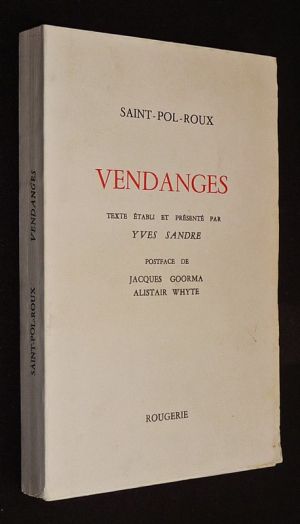 SAINT-POL-ROUX
VENDANGES
TEXTE ÉTABLI ET PRÉSENTÉ PAR
YVES SANDRE
POSTFACE DE
JACQUES GOORMA
ALISTAIR WHYTE
ROUGERIE
SAINT-POL-ROUX VENDANGES